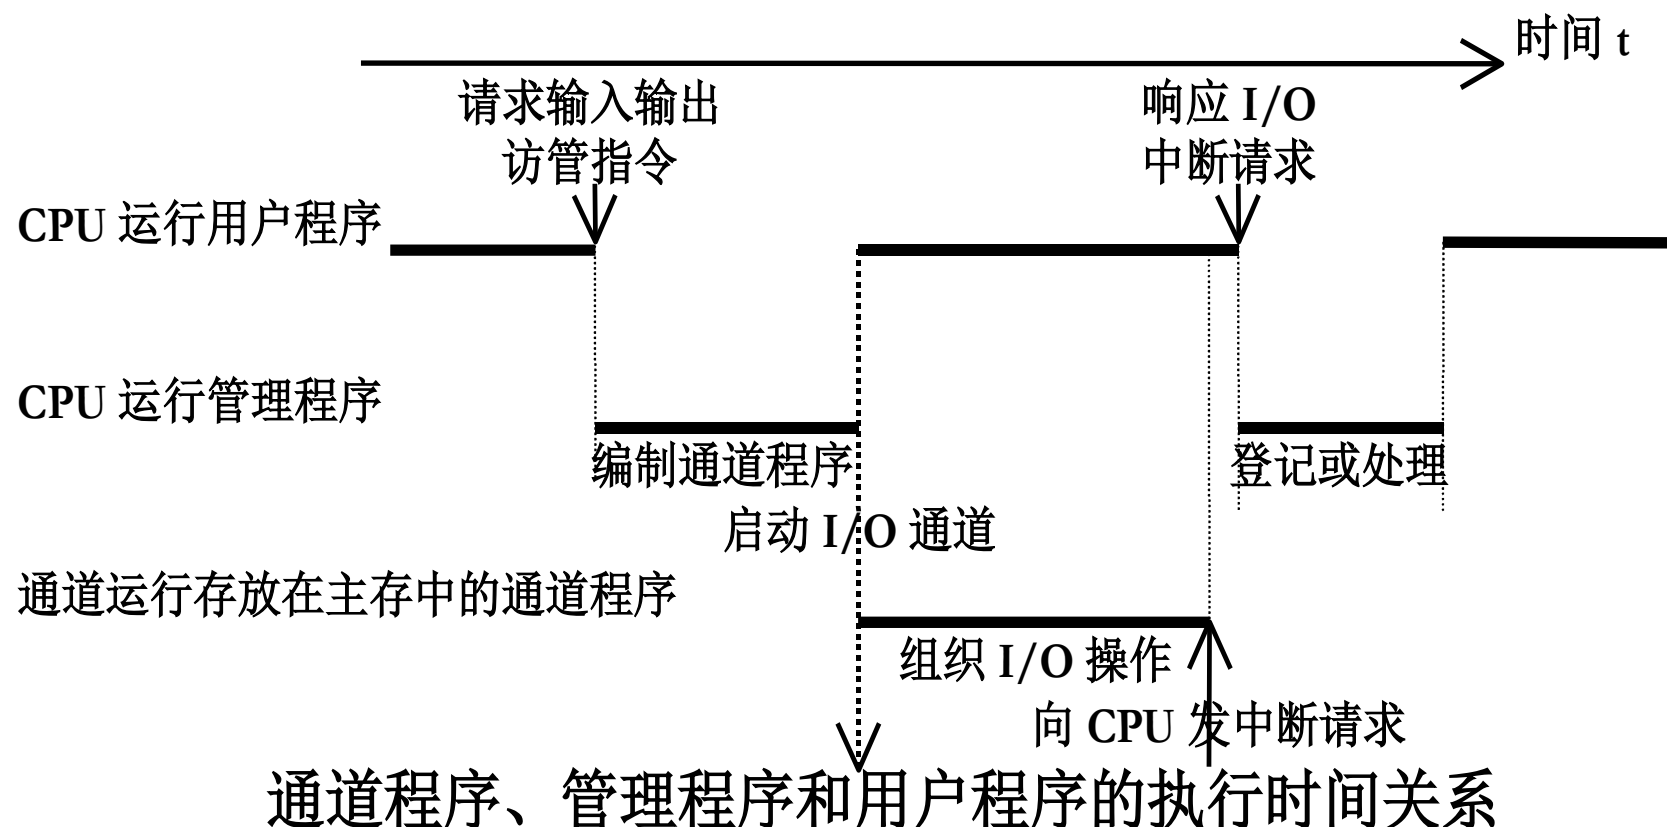 时间 t
请求输入输出
访管指令
响应 I/O
中断请求
CPU 运行用户程序
CPU 运行管理程序
编制通道程序
登记或处理
启动 I/O 通道
通道运行存放在主存中的通道程序
组织 I/O 操作
向 CPU 发中断请求
通道程序、管理程序和用户程序的执行时间关系